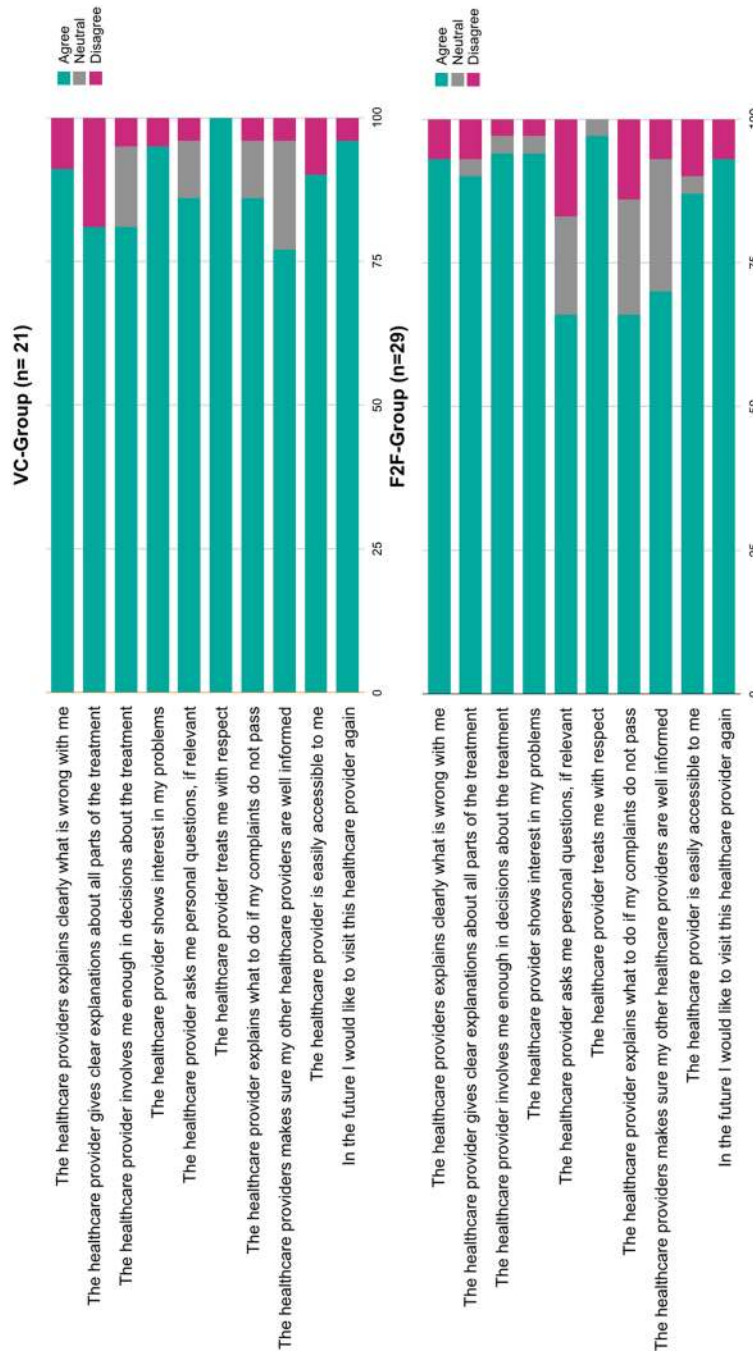 VC-Group (n= 21)
Agree
Neutral
Disagree
The healthcare providers explains clearly what is wrong with me
The healthcare provider gives clear explanations about all parts of the treatment
The healthcare provider involves me enough in decisions about the treatment
The healthcare provider shows interest in my problems
The healthcare provider asks me personal questions, if relevant
The healthcare provider treats me with respect
The healthcare provider explains what to do if my complaints do not pass
The healthcare providers makes sure my other healthcare providers are well informed
The healthcare provider is easily accessible to me
In the future I would like to visit this healthcare provider again
0 25 50 75 100
F2F-Group (n=29)
Agree
Neutral
Disagree
The healthcare providers explains clearly what is wrong with me
The healthcare provider gives clear explanations about all parts of the treatment
The healthcare provider involves me enough in decisions about the treatment
The healthcare provider shows interest in my problems
The healthcare provider asks me personal questions, if relevant
The healthcare provider treats me with respect
The healthcare provider explains what to do if my complaints do not pass
The healthcare providers makes sure my other healthcare providers are well informed
The healthcare provider is easily accessible to me
In the future I would like to visit this healthcare provider again
0 25 50 75 100